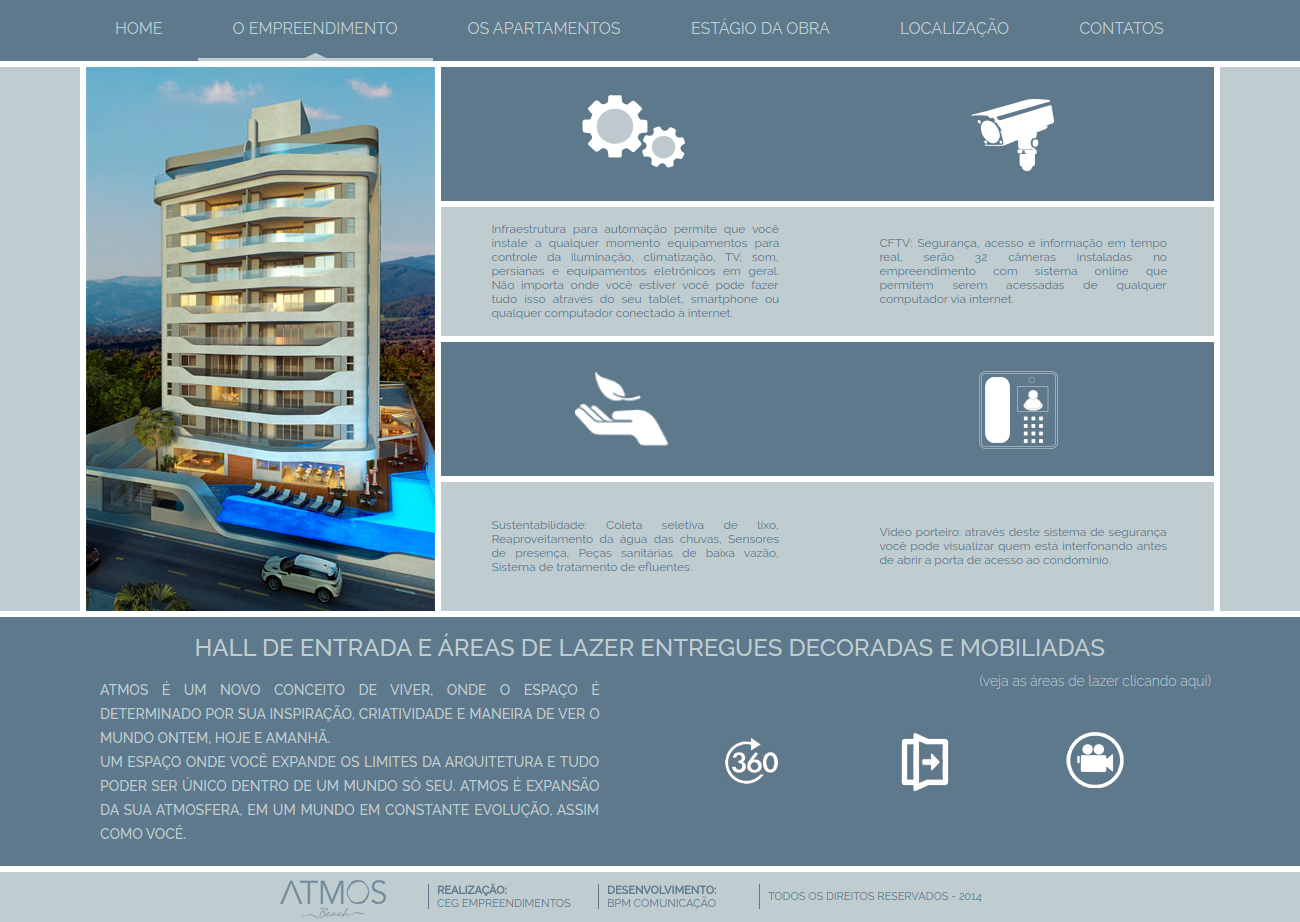 HOME O EMPREENDIMENTO OS APARTAMENTOS ESTÁGIO DA OBRA LOCALIZAÇÃO CONTATOS
Infraestrutura para automação permite que você
instale a qualquer momento equipamentos para
controle da iluminação, climatização, TV, som,
persianas e equipamentos eletrônicos em geral.
Não importa onde você estiver você pode fazer
tudo isso através do seu tablet, smartphone ou
qualquer computador conectado à internet.
CFTV: Segurança, acesso e informação em tempo
real, serão 32 câmeras instaladas no
empreendimento com sistema online que
permitem serem acessadas de qualquer
computador via internet.
Sustentabilidade: Coleta seletiva de lixo,
Reaproveitamento da água das chuvas, Sensores
de presença, Peças sanitárias de baixa vazão,
Sistema de tratamento de efluentes.
Vídeo porteiro: através deste sistema de segurança
você pode visualizar quem está interfonando antes
de abrir a porta de acesso ao condomínio.
HALL DE ENTRADA E ÁREAS DE LAZER ENTREGUES DECORADAS E MOBILIADAS
(veja as áreas de lazer clicando aqui)
ATMOS É UM NOVO CONCEITO DE VIVER, ONDE O ESPAÇO É
DETERMINADO POR SUA INSPIRAÇÃO, CRIATIVIDADE E MANEIRA DE VER O
MUNDO ONTEM, HOJE E AMANHÃ.
UM ESPAÇO ONDE VOCÊ EXPANDE OS LIMITES DA ARQUITETURA E TUDO
PODER SER ÚNICO DENTRO DE UM MUNDO SÓ SEU. ATMOS É EXPANSÃO
DA SUA ATMOSFERA, EM UM MUNDO EM CONSTANTE EVOLUÇÃO, ASSIM
COMO VOCÊ.
360
ATMOS
Beach
REALIZAÇÃO:
CEG EMPREENDIMENTOS
DESENVOLVIMENTO:
BPM COMUNICAÇÃO
TODOS OS DIREITOS RESERVADOS - 2014